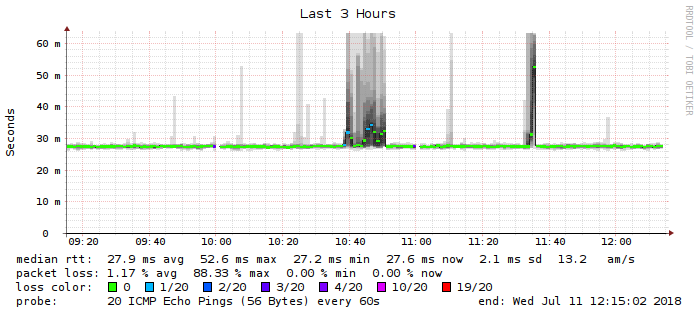 Last 3 Hours
RRDTOOL / TOBI OETIKER
Seconds
60 m
50 m
40 m
30 m
20 m
10 m
0
09:20 09:40 10:00 10:20 10:40 11:00 11:20 11:40 12:00
median rtt: 27.9 ms avg 52.6 ms max 27.2 ms min 27.6 ms now 2.1 ms sd 13.2 am/s
packet loss: 1.17 % avg 88.33 % max 0.00 % min 0.00 % now
loss color: 0 1/20 2/20 3/20 4/20 10/20 19/20
probe: 20 ICMP Echo Pings (56 Bytes) every 60s end: Wed Jul 11 12:15:02 2018